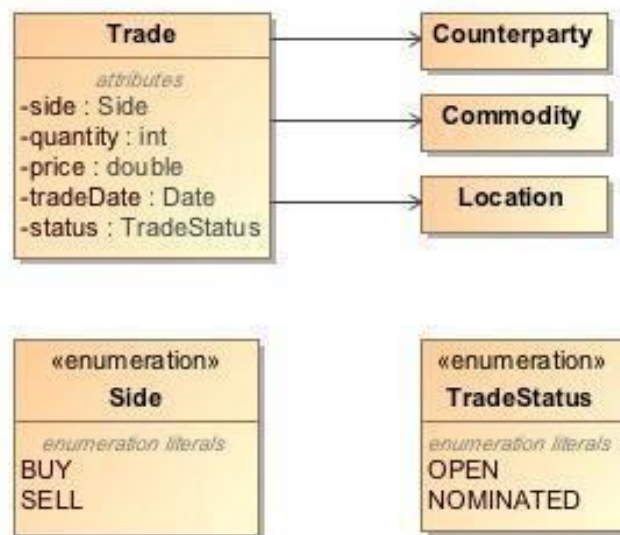 Trade
attributes
-side : Side
-quantity : int
-price : double
-tradeDate : Date
-status : TradeStatus
Counterparty
Commodity
Location
«enumeration»
Side
enumeration literals
BUY
SELL
«enumeration»
TradeStatus
enumeration literals
OPEN
NOMINATED